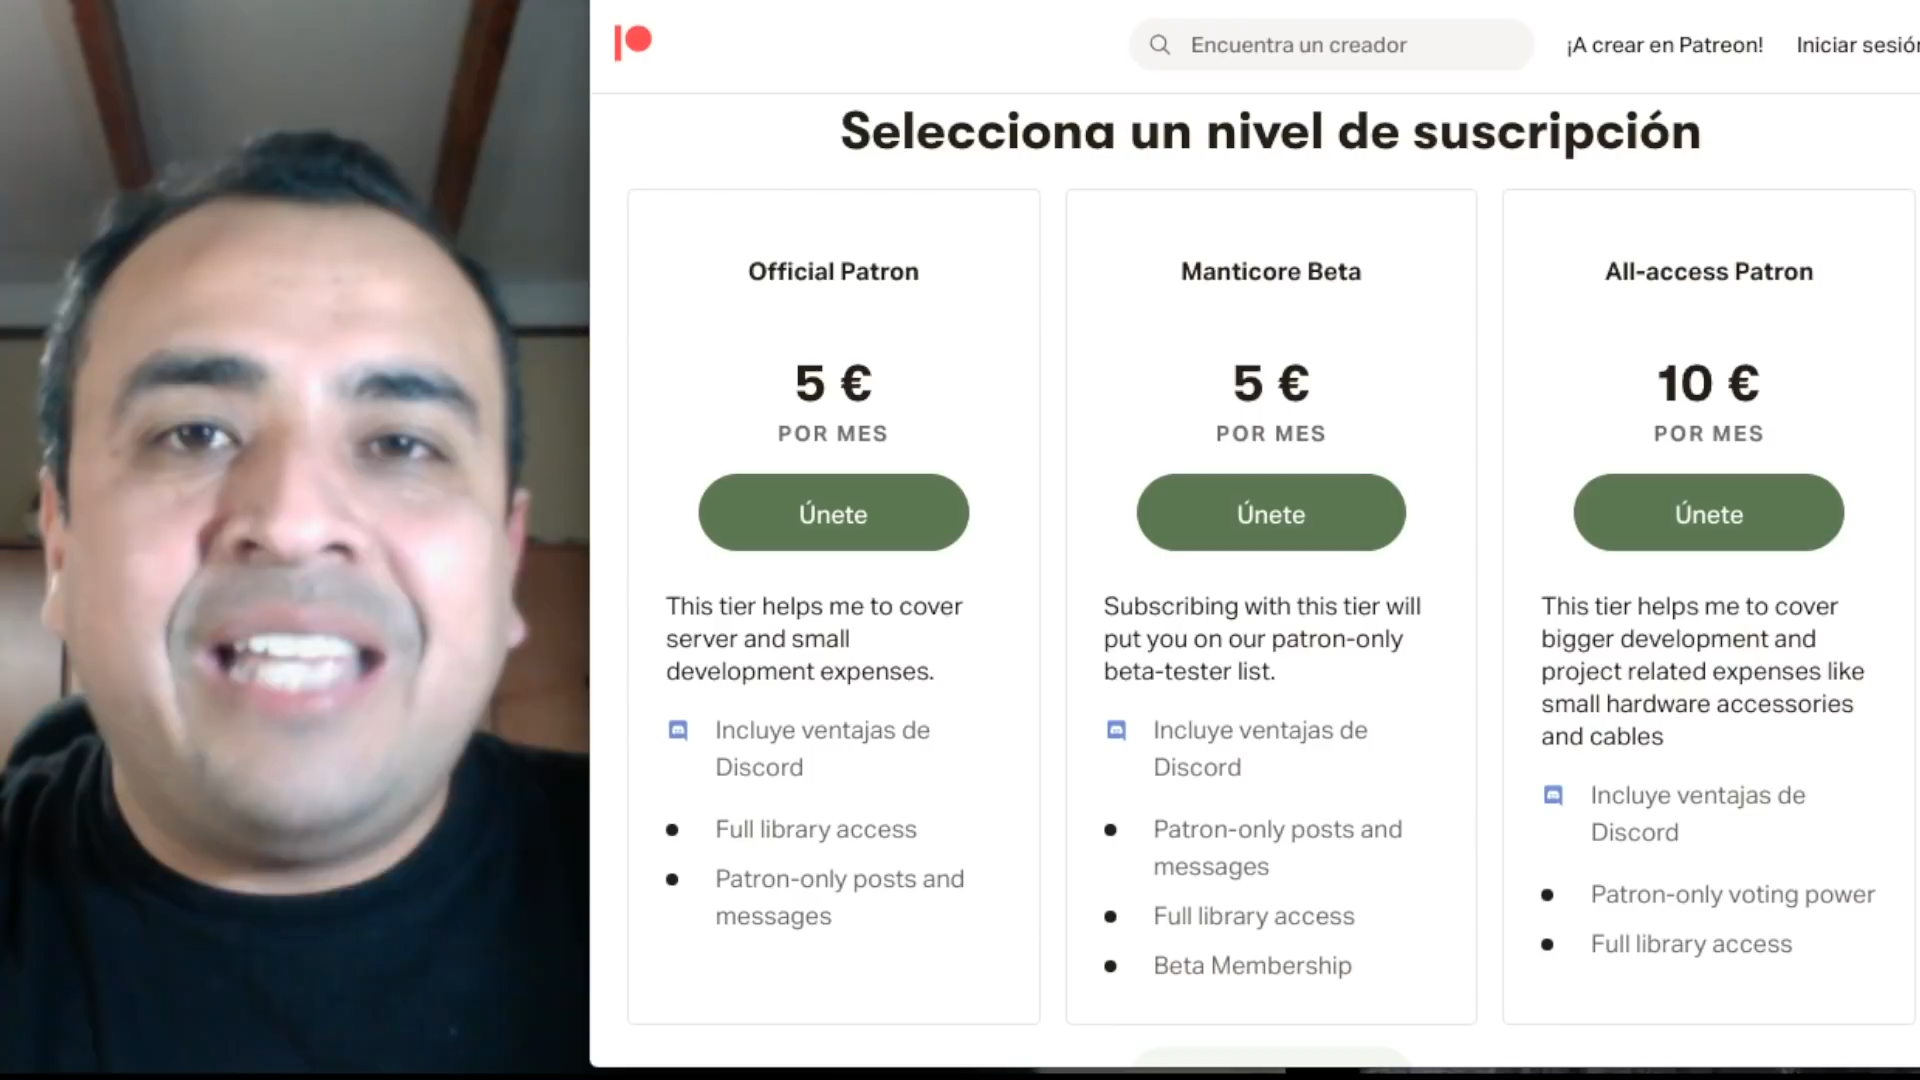 Encuentra un creador
¡A crear en Patreon!
Iniciar sesión
Selecciona un nivel de suscripción
Official Patron
5 €
POR MES
Únete
This tier helps me to cover
server and small
development expenses.
Incluye ventajas de
Discord
Full library access
Patron-only posts and
messages
Manticore Beta
5 €
POR MES
Únete
Subscribing with this tier will
put you on our patron-only
beta-tester list.
Incluye ventajas de
Discord
Patron-only posts and
messages
Full library access
Beta Membership
All-access Patron
10 €
POR MES
Únete
This tier helps me to cover
bigger development and
project related expenses like
small hardware accessories
and cables
Incluye ventajas de
Discord
Patron-only voting power
Full library access